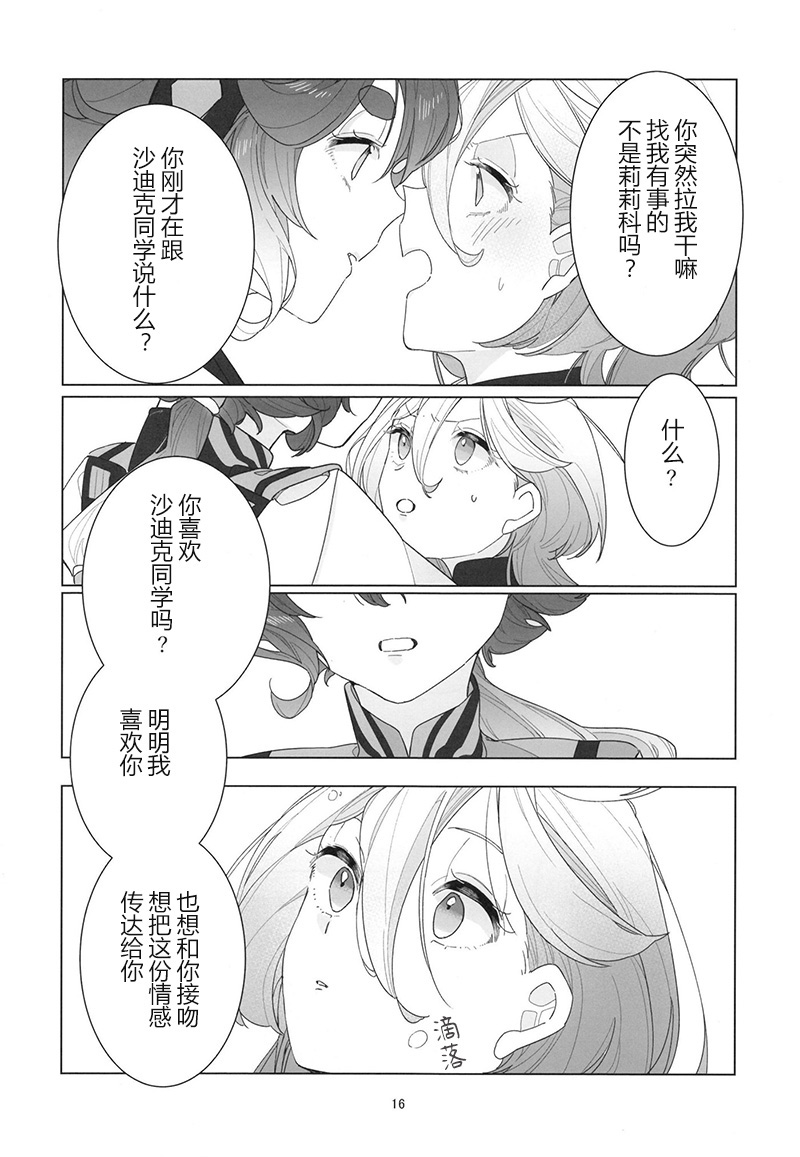 你突然拉我干嘛
找我有事的
不是莉莉科吗？
你刚才在跟
沙迪克同学说什么？
什么？
你喜欢
沙迪克同学吗？
明明我
喜欢你
也想和你接吻
想把这份情感
传达给你
滴落
16